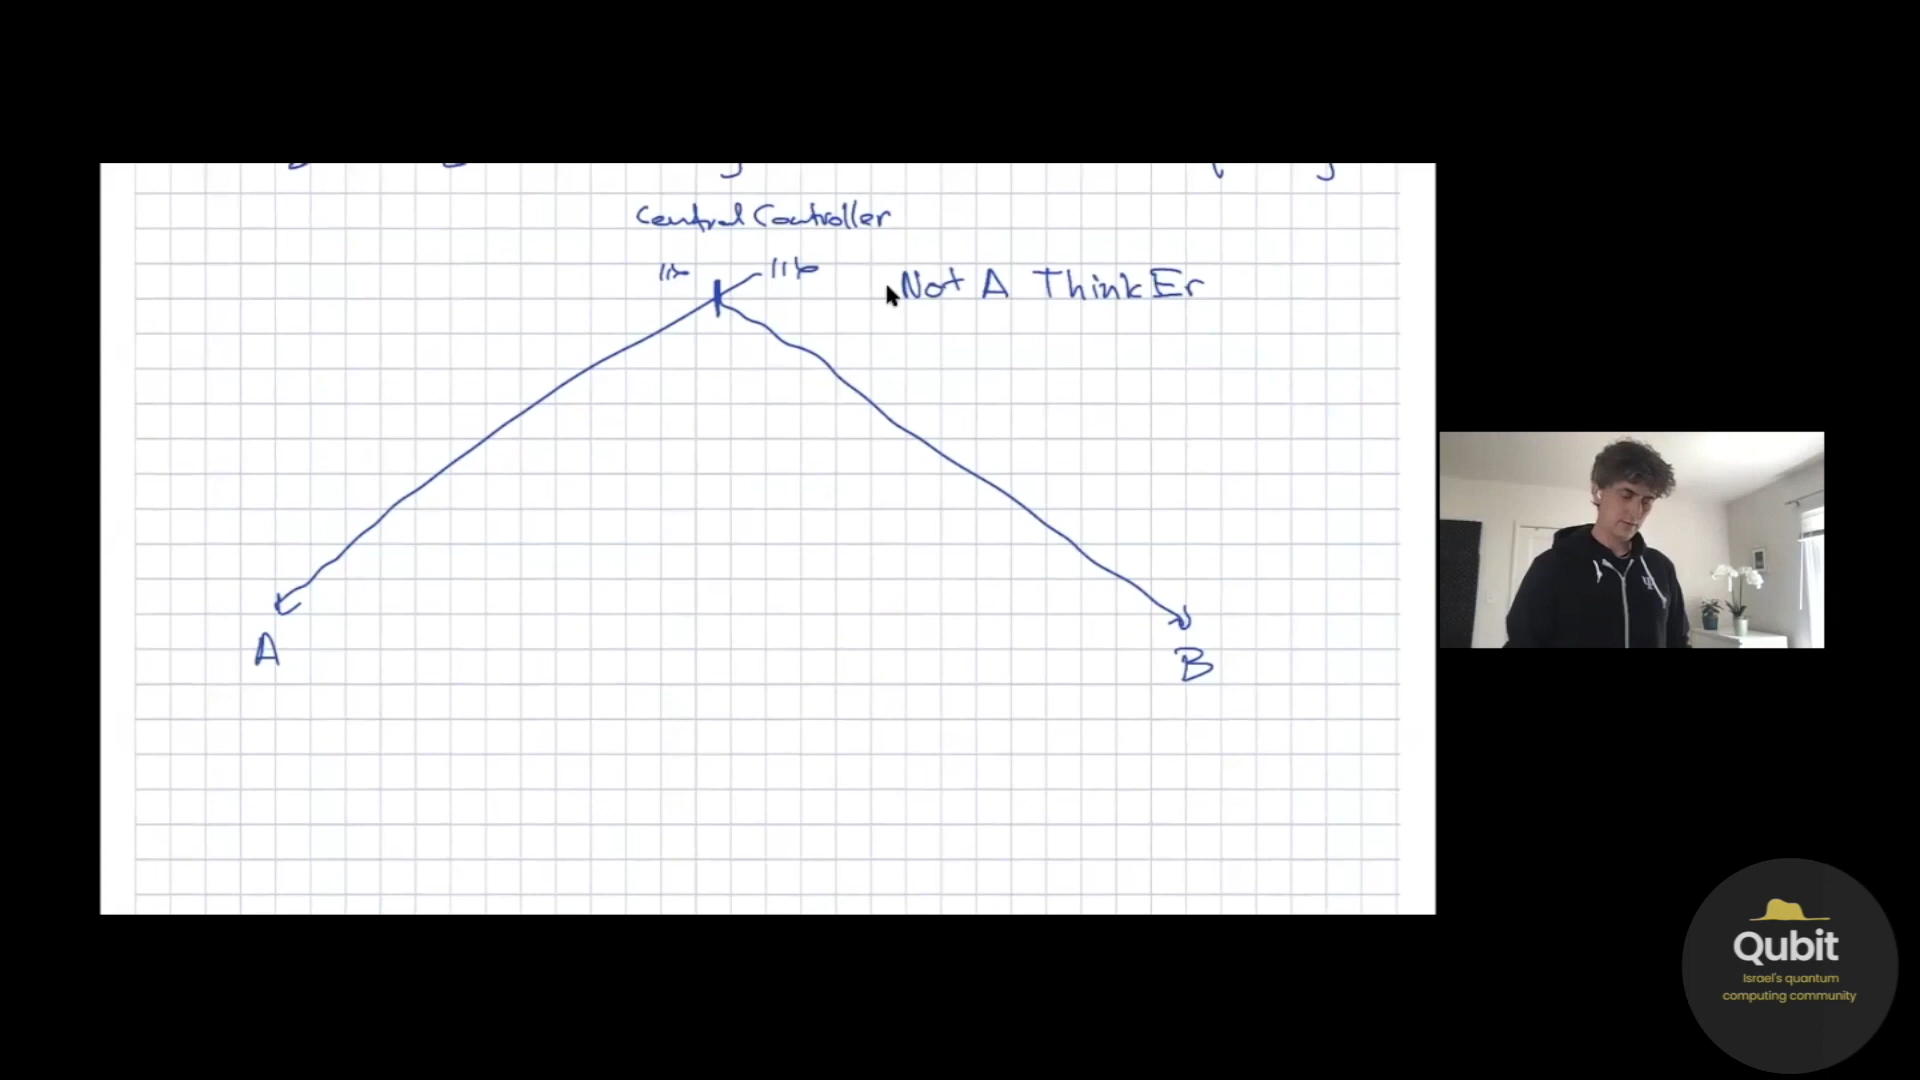 Central Controller
Not A ThinkEr
A
B
Qubit
Israel's quantum
computing community